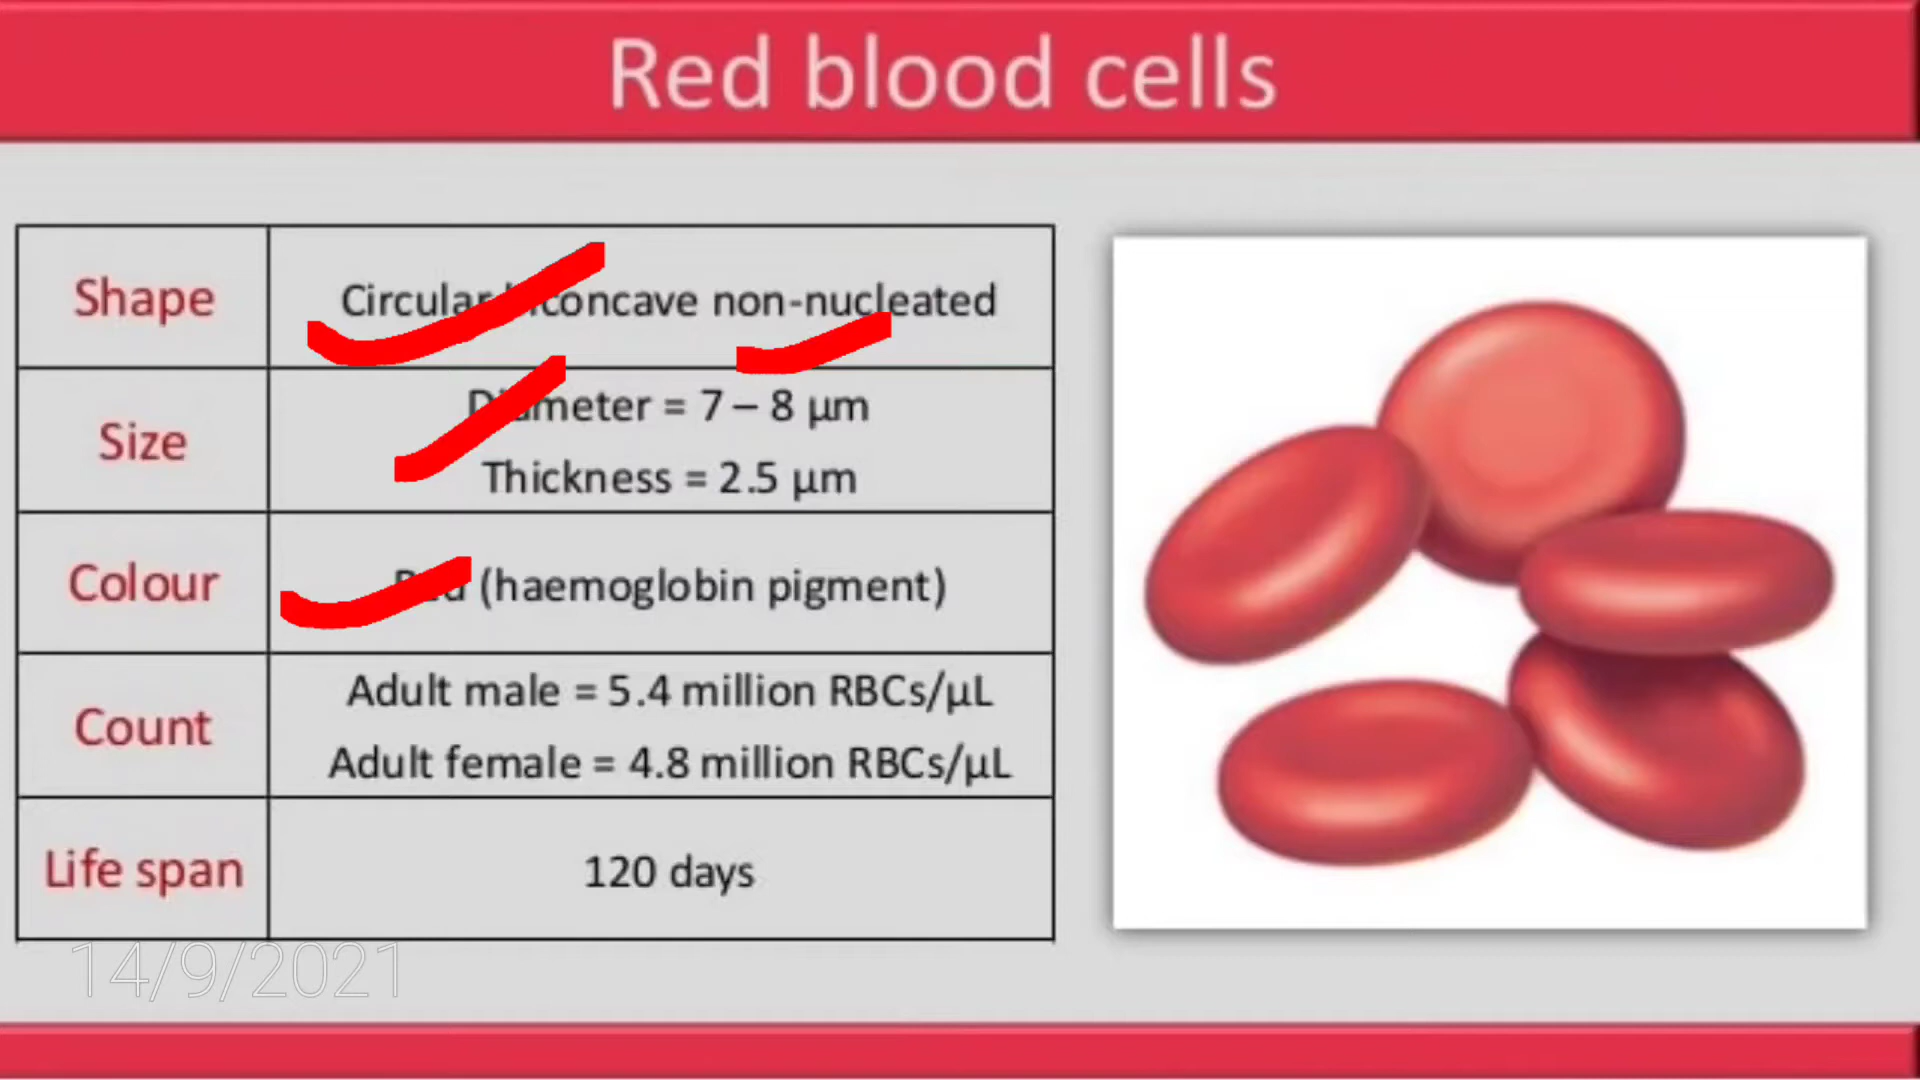 Red blood cells
Shape
Circular concave non-nucleated
Size
Diameter = 7 – 8 µm
Thickness = 2.5 µm
Colour
Red (haemoglobin pigment)
Count
Adult male = 5.4 million RBCs/µL
Adult female = 4.8 million RBCs/µL
Life span
120 days
14/9/2021